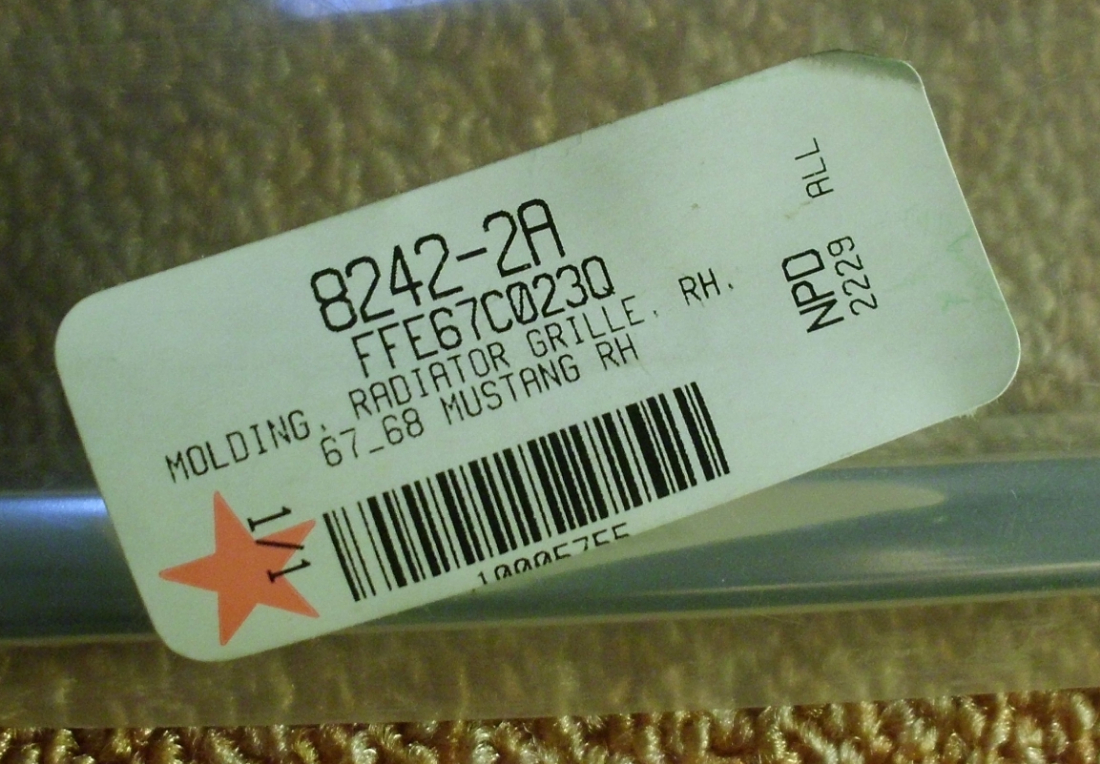 8242-2A
FFE67C023Q
MOLDING, RADIATOR GRILLE, RH.
67_68 MUSTANG RH
1/1
NPD
2229
ALL